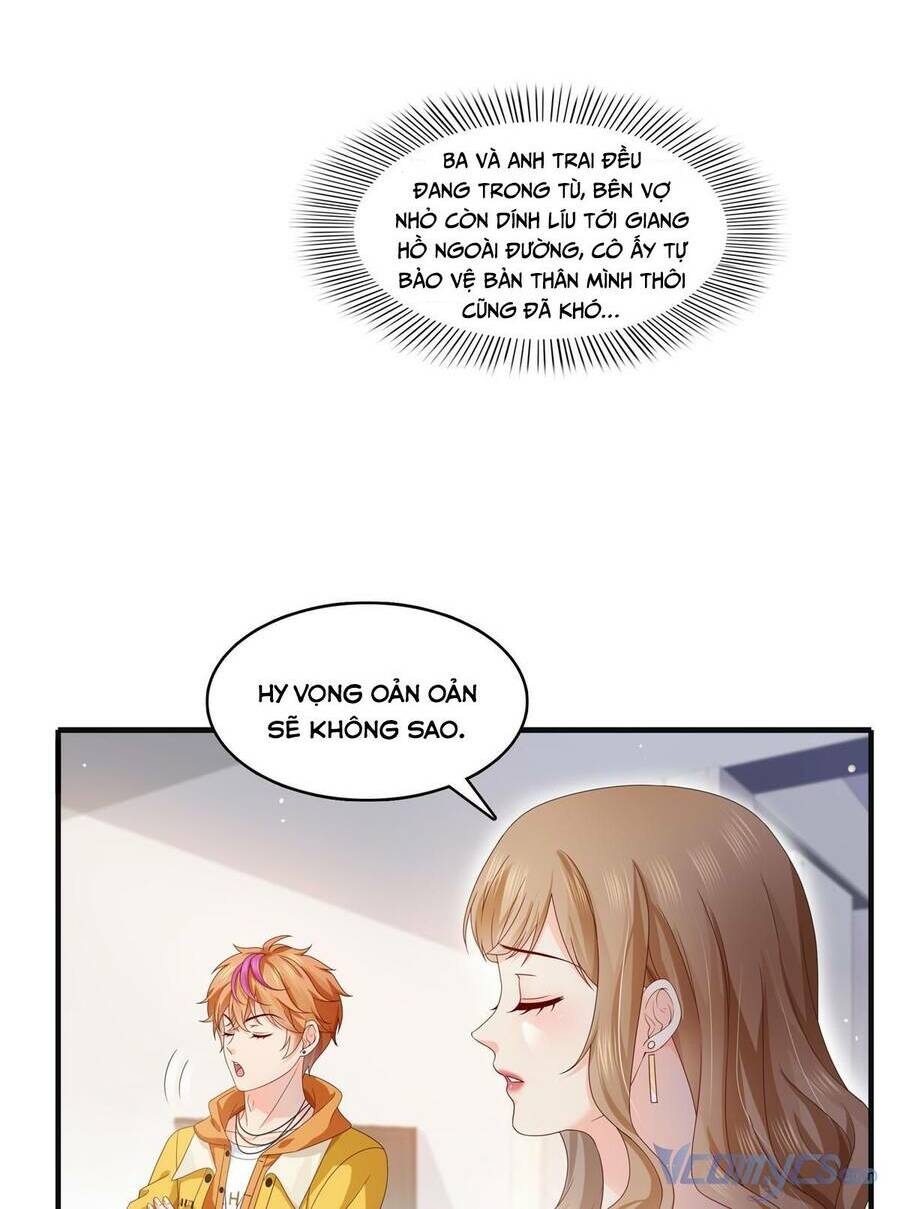 BA VÀ ANH TRAI ĐỀU
ĐANG TRONG TÙ, BÊN VỢ
NHỎ CÒN DÍNH LÍU TỚI GIANG
HỒ NGOÀI ĐƯỜNG, CÔ ẤY TỰ
BẢO VỆ BẢN THÂN MÌNH THÔI
CŨNG ĐÃ KHÓ...
HY VỌNG OẢN OẢN
SẼ KHÔNG SAO.
VCOMYCS.com